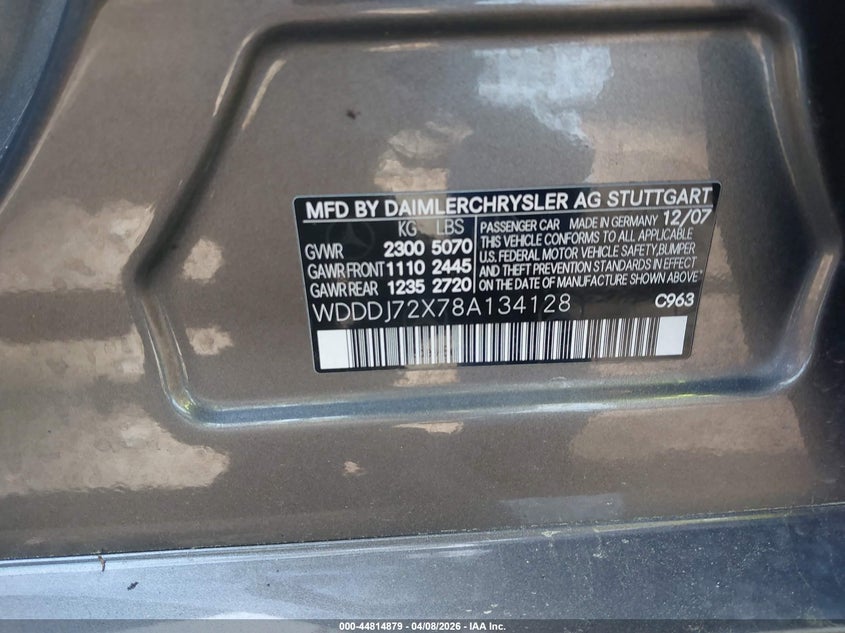 MFD BY DAIMLERCHRYSLER AG STUTTGART
KG LBS
GVWR 2300 5070
GAWR FRONT 1110 2445
GAWR REAR 1235 2720
PASSENGER CAR MADE IN GERMANY 12/07
THIS VEHICLE CONFORMS TO ALL APPLICABLE
U.S. FEDERAL MOTOR VEHICLE SAFETY, BUMPER
AND THEFT PREVENTION STANDARDS IN EFFECT
ON THE DATE OF MANUFACTURE SHOWN ABOVE
WDDDJ72X78A134128 C963
000-44814879 - 04/08/2026 - IAA Inc.